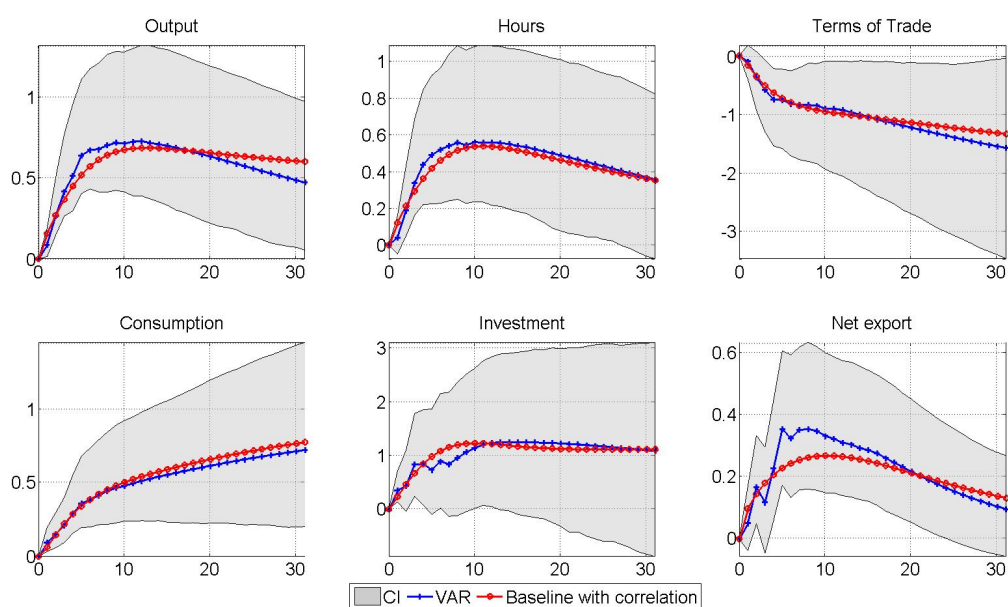 Output
Hours
Terms of Trade
1
0.5
0
0 10 20 30
1
0.8
0.6
0.4
0.2
0
0 10 20 30
0
-1
-2
-3
0 10 20 30
Consumption
Investment
Net export
1
0.5
0
0 10 20 30
3
2
1
0
0 10 20 30
0.6
0.4
0.2
0
0 10 20 30
CI VAR Baseline with correlation